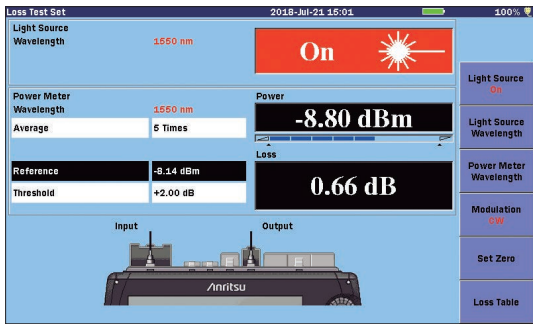 Loss Test Set 2018-Jul-21 15:01 100%
Light Source
Wavelength 1550 nm
On
Light Source
On
Power Meter
Wavelength 1550 nm
Average 5 Times
Power
-8.80 dBm
Light Source
Wavelength
Loss
Reference -8.14 dBm
Threshold +2.00 dB
0.66 dB
Power Meter
Wavelength
Modulation
CW
Input Output
Set Zero
Anritsu
Loss Table